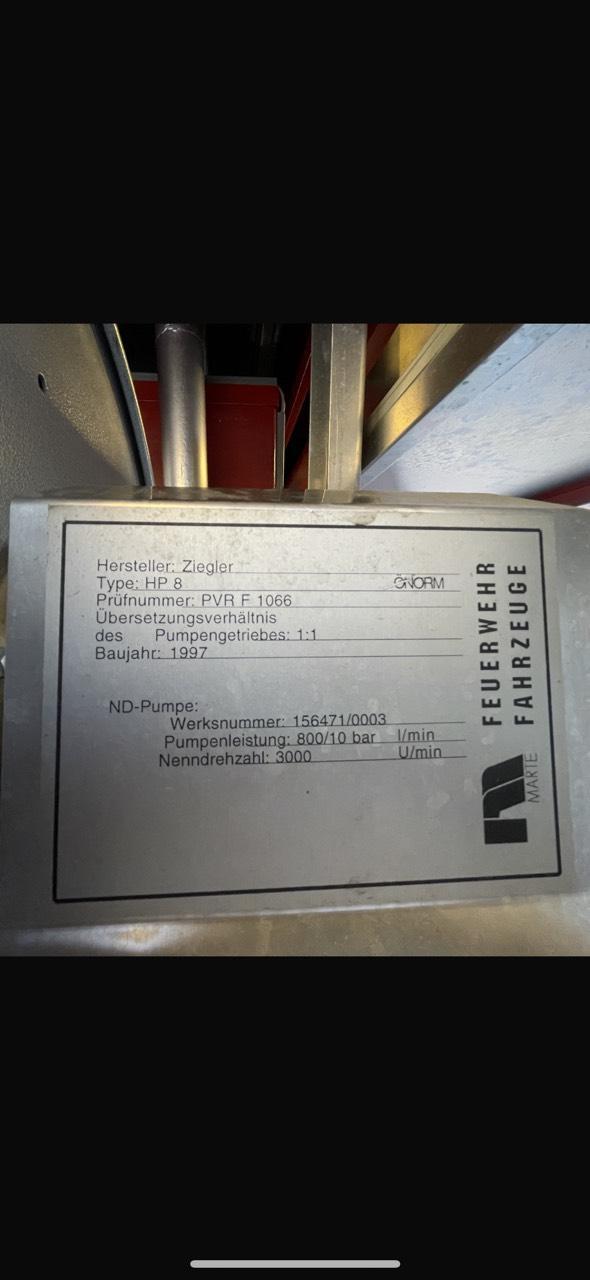 Hersteller: Ziegler
Type: HP 8 ÖNORM
Prüfnummer: PVR F 1066
Übersetzungsverhältnis
des Pumpengetriebes: 1:1
Baujahr: 1997
ND-Pumpe:
Werksnummer: 156471/0003
Pumpenleistung: 800/10 bar l/min
Nenndrehzahl: 3000 U/min
FEUERWEHR
FAHRZEUGE
MARTE